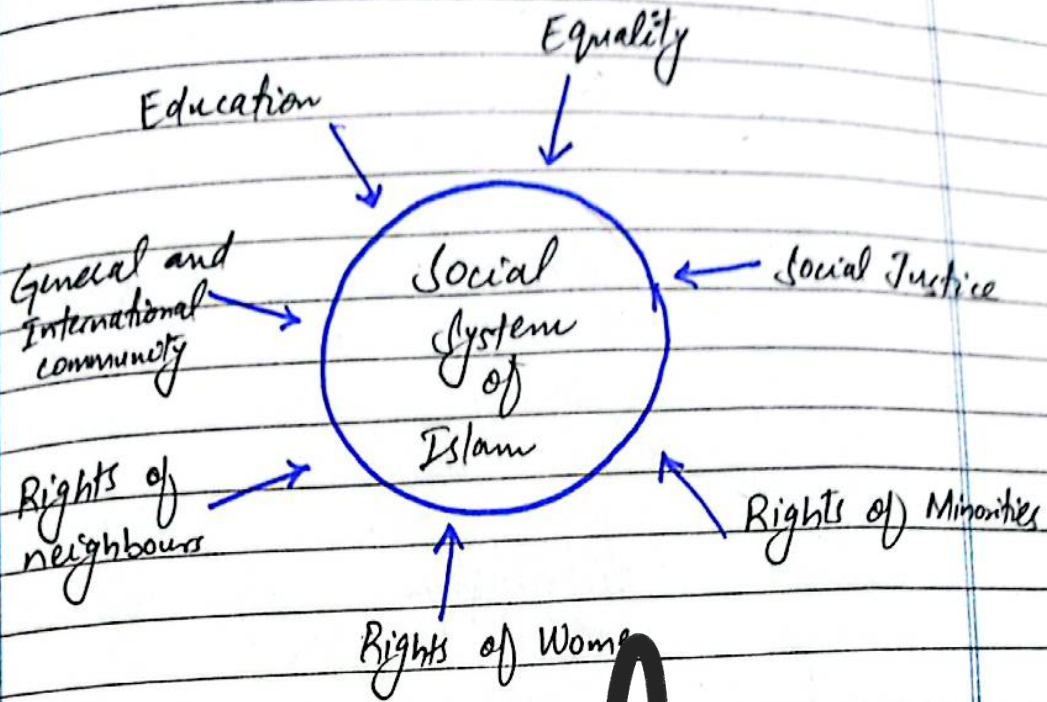 Equality
Education
Social
System
of
Islam
Social Justice
General and
International
community
Rights of
neighbours
Rights of Minorities
Rights of